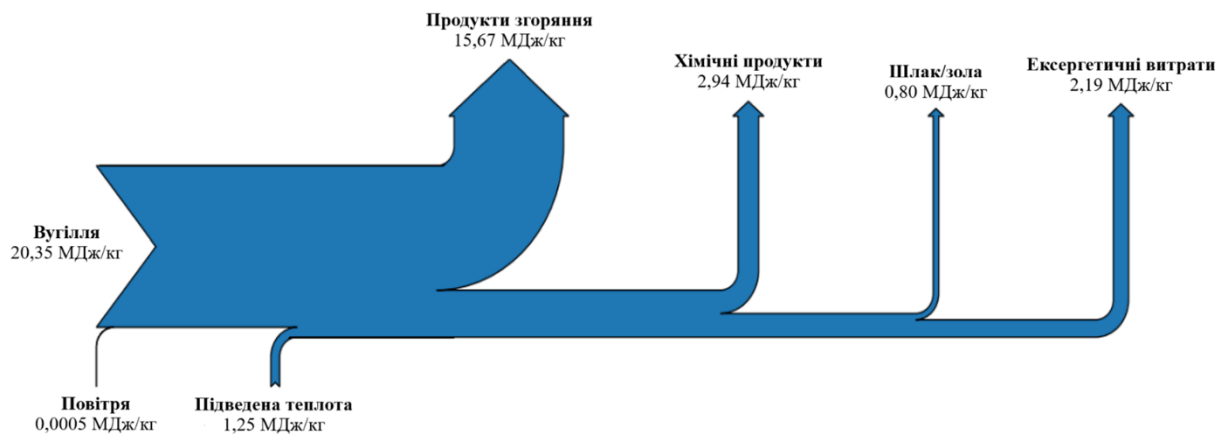 Продукти згоряння
15,67 МДж/кг
Хімічні продукти
2,94 МДж/кг
Шлак/зола
0,80 МДж/кг
Ексергетичні витрати
2,19 МДж/кг
Вугілля
20,35 МДж/кг
Повітря
0,0005 МДж/кг
Підведена теплота
1,25 МДж/кг